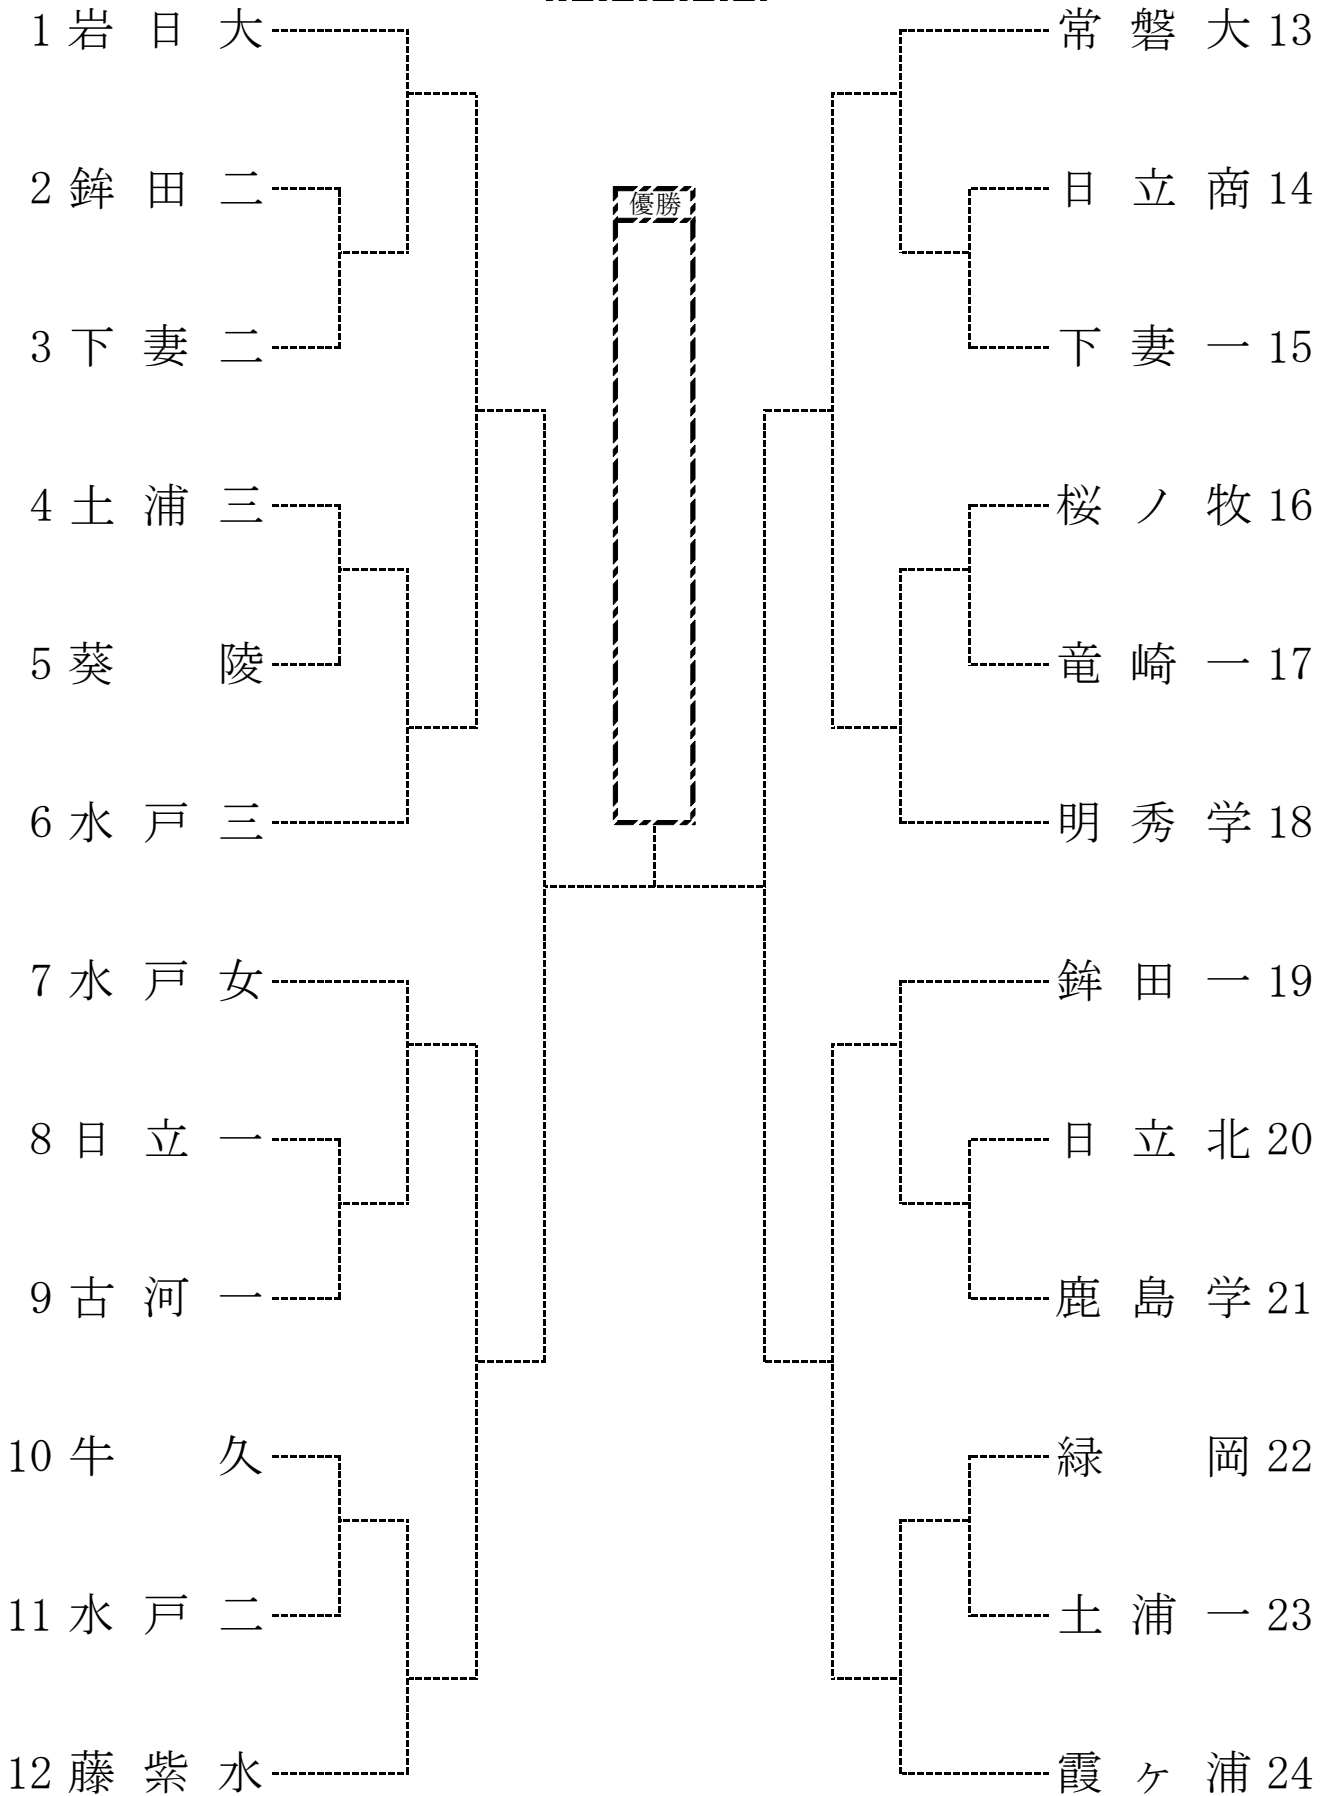 1 岩日大
2 鉾田二
3 下妻二
4 土浦三
5 葵陵
6 水戸三
7 水戸女
8 日立一
9 古河一
10 牛久
11 水戸二
12 藤紫水
優勝
常磐大 13
日立商 14
下妻一 15
桜ノ牧 16
竜崎一 17
明秀学 18
鉾田一 19
日立北 20
鹿島学 21
緑岡 22
土浦一 23
霞ヶ浦 24